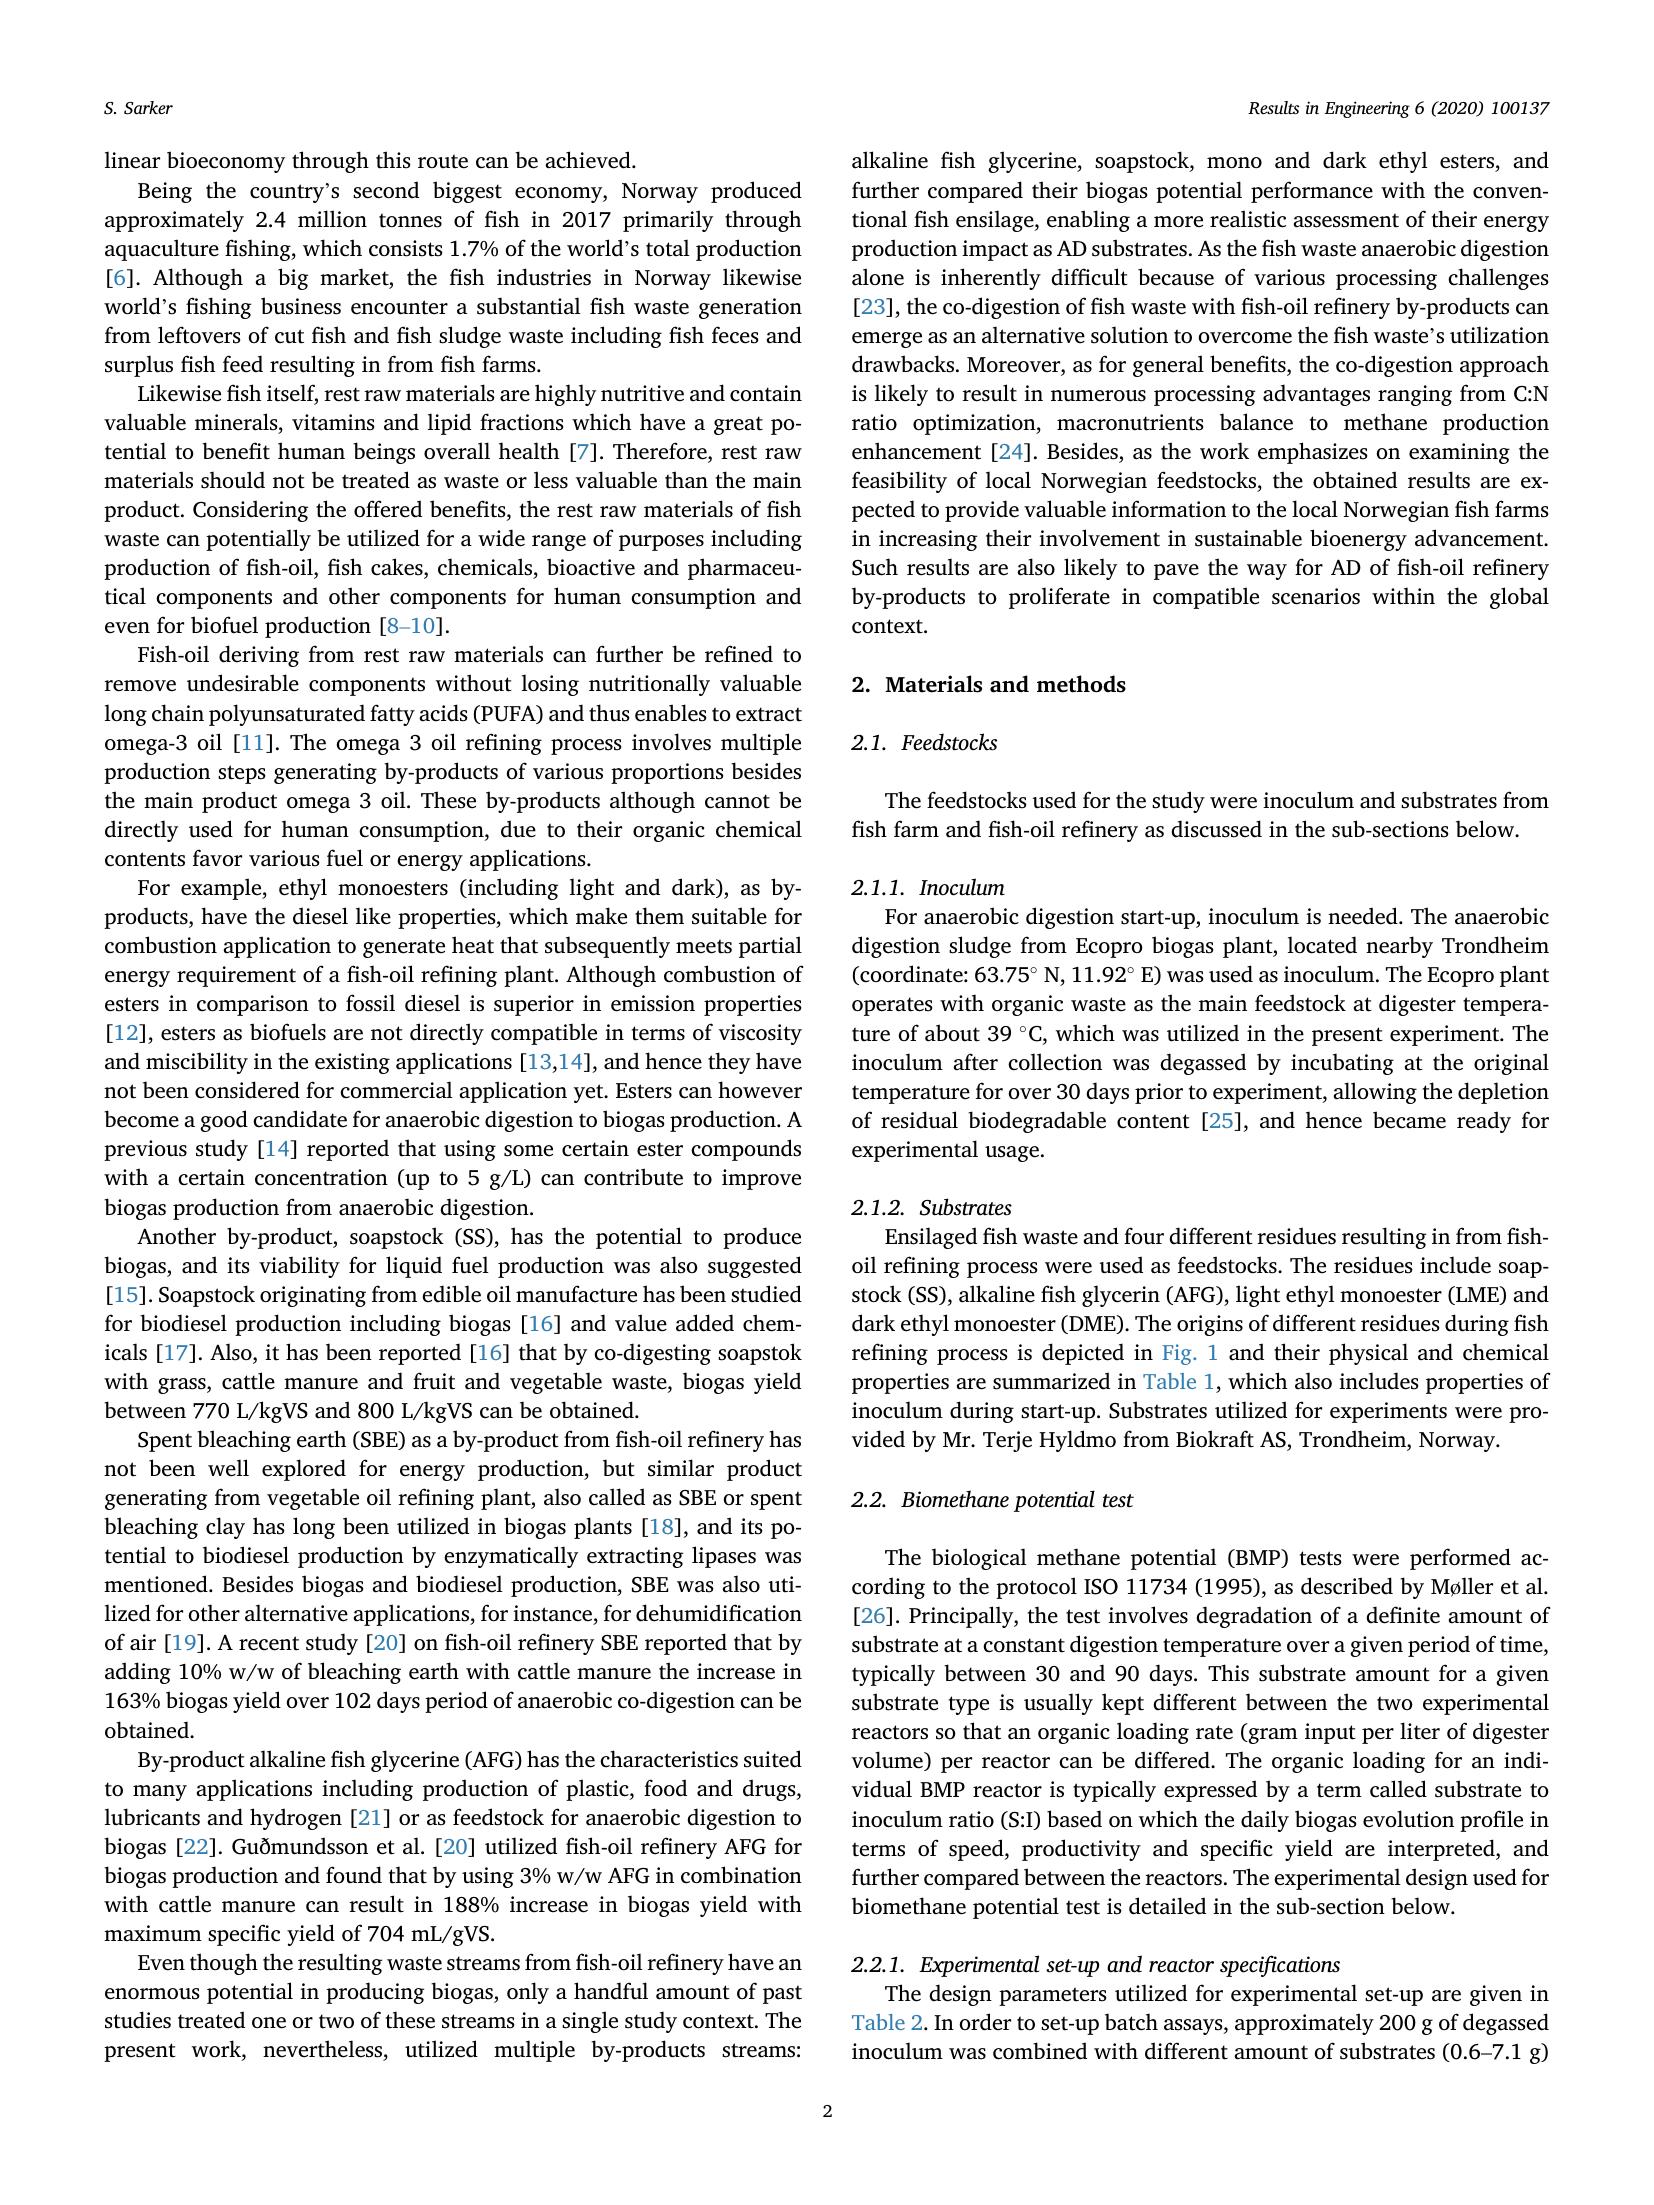 S. Sarker
Results in Engineering 6 (2020) 100137
linear bioeconomy through this route can be achieved.
Being the country's second biggest economy, Norway produced
approximately 2.4 million tonnes of fish in 2017 primarily through
aquaculture fishing, which consists 1.7% of the world's total production
[6]. Although a big market, the fish industries in Norway likewise
world's fishing business encounter a substantial fish waste generation
from leftovers of cut fish and fish sludge waste including fish feces and
surplus fish feed resulting in from fish farms.
Likewise fish itself, rest raw materials are highly nutritive and contain
valuable minerals, vitamins and lipid fractions which have a great po-
tential to benefit human beings overall health [7]. Therefore, rest raw
materials should not be treated as waste or less valuable than the main
product. Considering the offered benefits, the rest raw materials of fish
waste can potentially be utilized for a wide range of purposes including
production of fish-oil, fish cakes, chemicals, bioactive and pharmaceu-
tical components and other components for human consumption and
even for biofuel production [8–10].
Fish-oil deriving from rest raw materials can further be refined to
remove undesirable components without losing nutritionally valuable
long chain polyunsaturated fatty acids (PUFA) and thus enables to extract
omega-3 oil [11]. The omega 3 oil refining process involves multiple
production steps generating by-products of various proportions besides
the main product omega 3 oil. These by-products although cannot be
directly used for human consumption, due to their organic chemical
contents favor various fuel or energy applications.
For example, ethyl monoesters (including light and dark), as by-
products, have the diesel like properties, which make them suitable for
combustion application to generate heat that subsequently meets partial
energy requirement of a fish-oil refining plant. Although combustion of
esters in comparison to fossil diesel is superior in emission properties
[12], esters as biofuels are not directly compatible in terms of viscosity
and miscibility in the existing applications [13,14], and hence they have
not been considered for commercial application yet. Esters can however
become a good candidate for anaerobic digestion to biogas production. A
previous study [14] reported that using some certain ester compounds
with a certain concentration (up to 5 g/L) can contribute to improve
biogas production from anaerobic digestion.
Another by-product, soapstock (SS), has the potential to produce
biogas, and its viability for liquid fuel production was also suggested
[15]. Soapstock originating from edible oil manufacture has been studied
for biodiesel production including biogas [16] and value added chem-
icals [17]. Also, it has been reported [16] that by co-digesting soapstok
with grass, cattle manure and fruit and vegetable waste, biogas yield
between 770 L/kgVS and 800 L/kgVS can be obtained.
Spent bleaching earth (SBE) as a by-product from fish-oil refinery has
not been well explored for energy production, but similar product
generating from vegetable oil refining plant, also called as SBE or spent
bleaching clay has long been utilized in biogas plants [18], and its po-
tential to biodiesel production by enzymatically extracting lipases was
mentioned. Besides biogas and biodiesel production, SBE was also uti-
lized for other alternative applications, for instance, for dehumidification
of air [19]. A recent study [20] on fish-oil refinery SBE reported that by
adding 10% w/w of bleaching earth with cattle manure the increase in
163% biogas yield over 102 days period of anaerobic co-digestion can be
obtained.
By-product alkaline fish glycerine (AFG) has the characteristics suited
to many applications including production of plastic, food and drugs,
lubricants and hydrogen [21] or as feedstock for anaerobic digestion to
biogas [22]. Guðmundsson et al. [20] utilized fish-oil refinery AFG for
biogas production and found that by using 3% w/w AFG in combination
with cattle manure can result in 188% increase in biogas yield with
maximum specific yield of 704 mL/gVS.
Even though the resulting waste streams from fish-oil refinery have an
enormous potential in producing biogas, only a handful amount of past
studies treated one or two of these streams in a single study context. The
present work, nevertheless, utilized multiple by-products streams:
alkaline fish glycerine, soapstock, mono and dark ethyl esters, and
further compared their biogas potential performance with the conven-
tional fish ensilage, enabling a more realistic assessment of their energy
production impact as AD substrates. As the fish waste anaerobic digestion
alone is inherently difficult because of various processing challenges
[23], the co-digestion of fish waste with fish-oil refinery by-products can
emerge as an alternative solution to overcome the fish waste's utilization
drawbacks. Moreover, as for general benefits, the co-digestion approach
is likely to result in numerous processing advantages ranging from C:N
ratio optimization, macronutrients balance to methane production
enhancement [24]. Besides, as the work emphasizes on examining the
feasibility of local Norwegian feedstocks, the obtained results are ex-
pected to provide valuable information to the local Norwegian fish farms
in increasing their involvement in sustainable bioenergy advancement.
Such results are also likely to pave the way for AD of fish-oil refinery
by-products to proliferate in compatible scenarios within the global
context.
2. Materials and methods
2.1. Feedstocks
The feedstocks used for the study were inoculum and substrates from
fish farm and fish-oil refinery as discussed in the sub-sections below.
2.1.1. Inoculum
For anaerobic digestion start-up, inoculum is needed. The anaerobic
digestion sludge from Ecopro biogas plant, located nearby Trondheim
(coordinate: 63.75° N, 11.92° E) was used as inoculum. The Ecopro plant
operates with organic waste as the main feedstock at digester tempera-
ture of about 39 °C, which was utilized in the present experiment. The
inoculum after collection was degassed by incubating at the original
temperature for over 30 days prior to experiment, allowing the depletion
of residual biodegradable content [25], and hence became ready for
experimental usage.
2.1.2. Substrates
Ensilaged fish waste and four different residues resulting in from fish-
oil refining process were used as feedstocks. The residues include soap-
stock (SS), alkaline fish glycerin (AFG), light ethyl monoester (LME) and
dark ethyl monoester (DME). The origins of different residues during fish
refining process is depicted in Fig. 1 and their physical and chemical
properties are summarized in Table 1, which also includes properties of
inoculum during start-up. Substrates utilized for experiments were pro-
vided by Mr. Terje Hyldmo from Biokraft AS, Trondheim, Norway.
2.2. Biomethane potential test
The biological methane potential (BMP) tests were performed ac-
cording to the protocol ISO 11734 (1995), as described by Møller et al.
[26]. Principally, the test involves degradation of a definite amount of
substrate at a constant digestion temperature over a given period of time,
typically between 30 and 90 days. This substrate amount for a given
substrate type is usually kept different between the two experimental
reactors so that an organic loading rate (gram input per liter of digester
volume) per reactor can be differed. The organic loading for an indi-
vidual BMP reactor is typically expressed by a term called substrate to
inoculum ratio (S:I) based on which the daily biogas evolution profile in
terms of speed, productivity and specific yield are interpreted, and
further compared between the reactors. The experimental design used for
biomethane potential test is detailed in the sub-section below.
2.2.1. Experimental set-up and reactor specifications
The design parameters utilized for experimental set-up are given in
Table 2. In order to set-up batch assays, approximately 200 g of degassed
inoculum was combined with different amount of substrates (0.6–7.1 g)
2